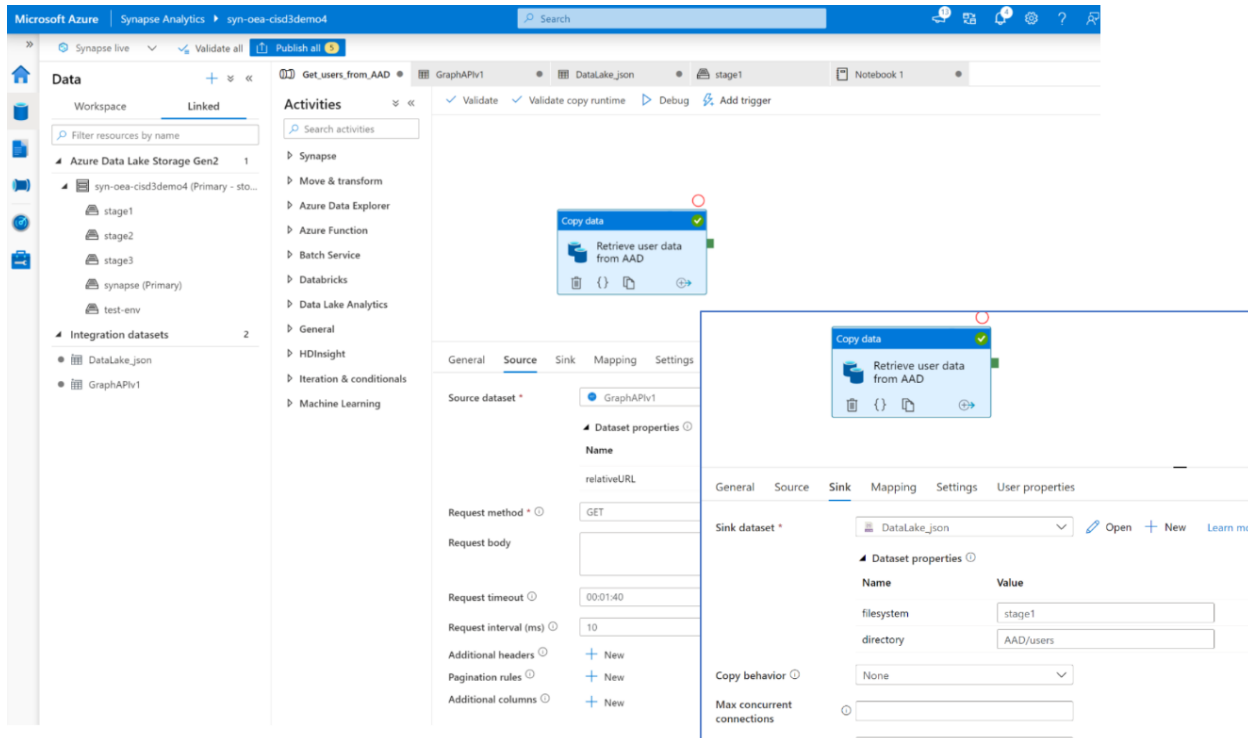 Microsoft Azure Synapse Analytics syn-oea-cisd3demo4 Search 13 4 ?
Synapse live Validate all Publish all 5
Data
Workspace Linked
Filter resources by name
Azure Data Lake Storage Gen2 1
syn-oea-cisd3demo4 (Primary - sto...
stage1
stage2
stage3
synapse (Primary)
test-env
Integration datasets 2
DataLake_json
GraphAPIv1
Get_users_from_AAD GraphAPIv1 DataLake_json stage1 Notebook 1
Activities
Search activities
Synapse
Move & transform
Azure Data Explorer
Azure Function
Batch Service
Databricks
Data Lake Analytics
General
HDInsight
Iteration & conditionals
Machine Learning
Validate Validate copy runtime Debug Add trigger
Copy data
Retrieve user data
from AAD
{}
General Source Sink Mapping Settings
Source dataset * GraphAPIv1
Dataset properties
Name
relativeURL
Request method * GET
Request body
Request timeout 00:01:40
Request interval (ms) 10
Additional headers + New
Pagination rules + New
Additional columns + New
Copy data
Retrieve user data
from AAD
{}
General Source Sink Mapping Settings User properties
Sink dataset * DataLake_json Open + New Learn mo
Dataset properties
Name Value
filesystem stage1
directory AAD/users
Copy behavior None
Max concurrent
connections